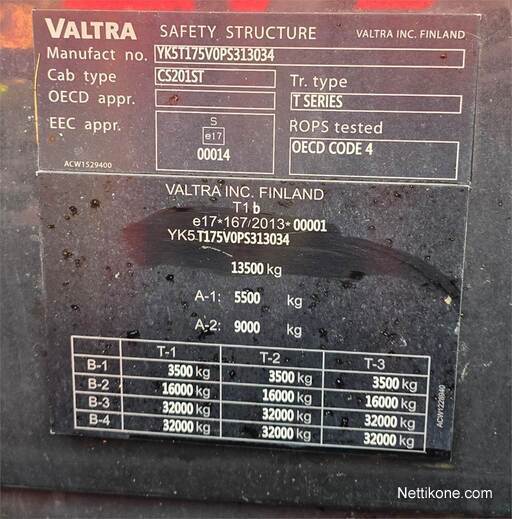 VALTRA SAFETY STRUCTURE VALTRA INC. FINLAND
Manufact no. YK5T175V0PS313034
Cab type CS201ST Tr. type
OECD appr. T SERIES
EEC appr. S ROPS tested
e17 OECD CODE 4
00014
ACW1529400
VALTRA INC. FINLAND
T1 b
e17*167/2013*00001
YK5T175V0PS313034
13500 kg
A-1: 5500 kg
A-2: 9000 kg
T-1 T-2 T-3
B-1 3500 kg 3500 kg 3500 kg
B-2 16000 kg 16000 kg 16000 kg
B-3 32000 kg 32000 kg 32000 kg
B-4 32000 kg 32000 kg 32000 kg
Nettikone.com